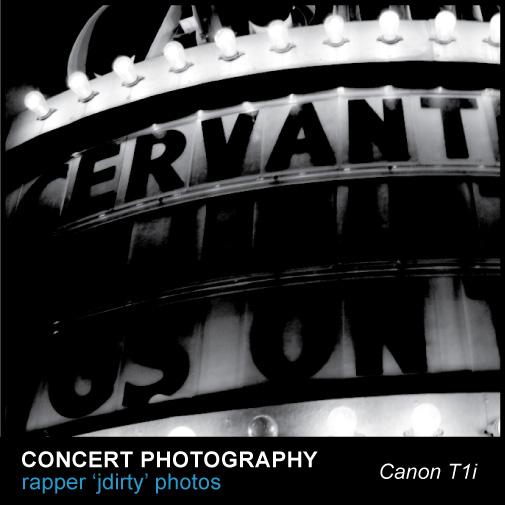 CERVANT
US ON
CONCERT PHOTOGRAPHY
rapper ‘jdirty’ photos
Canon T1i